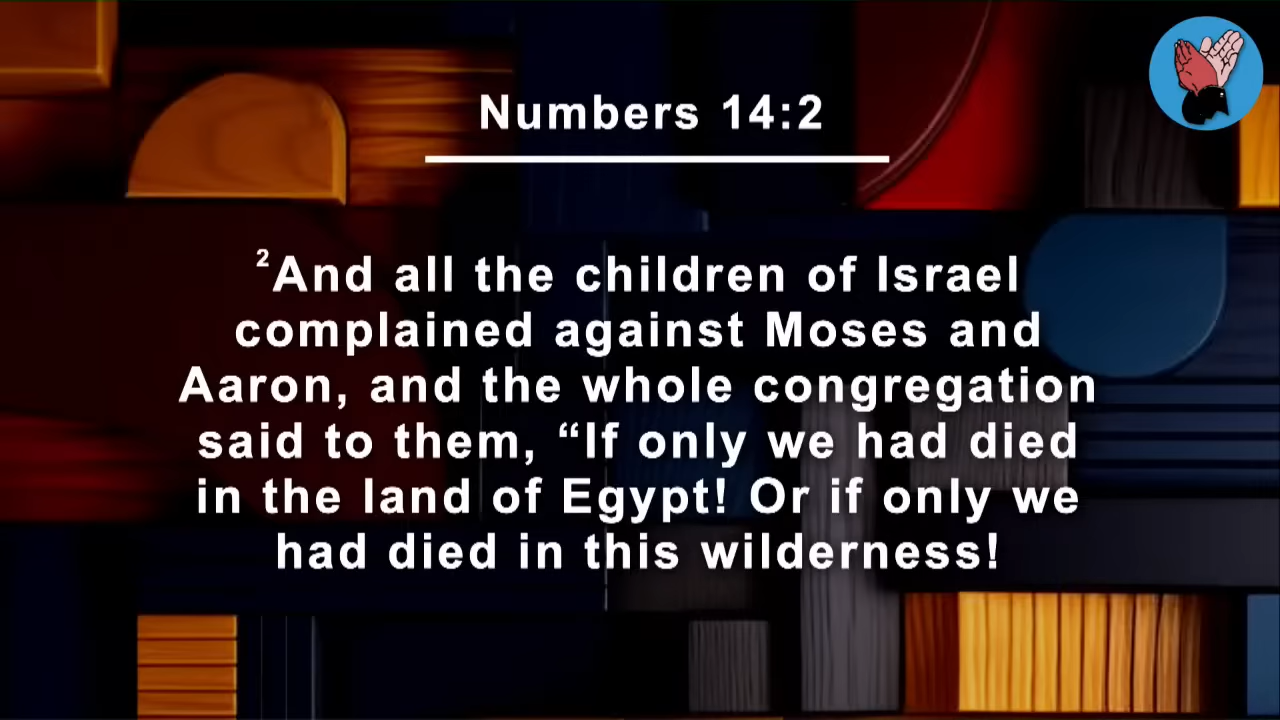 Numbers 14:2
²And all the children of Israel
complained against Moses and
Aaron, and the whole congregation
said to them, “If only we had died
in the land of Egypt! Or if only we
had died in this wilderness!